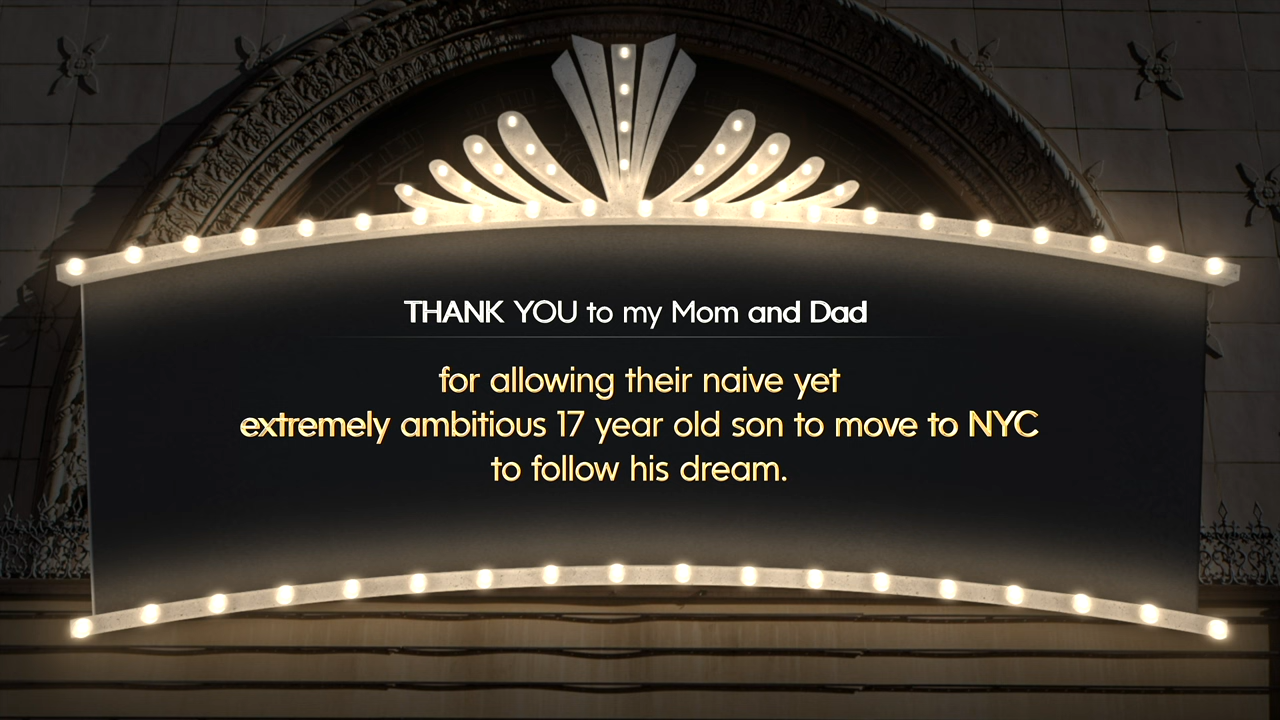 THANK YOU to my Mom and Dad
for allowing their naive yet
extremely ambitious 17 year old son to move to NYC
to follow his dream.